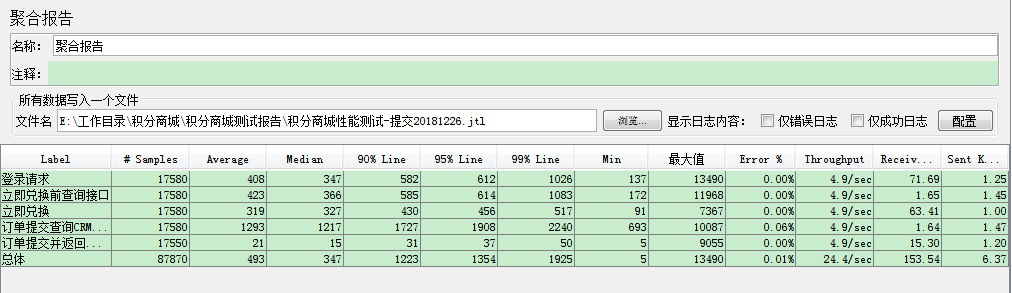 聚合报告
名称： 聚合报告
注释：
所有数据写入一个文件
文件名 E:\工作目录\积分商城\积分商城测试报告\积分商城性能测试-提交20181226.jtl 浏览... 显示日志内容： 仅错误日志 仅成功日志 配置
Label # Samples Average Median 90% Line 95% Line 99% Line Min 最大值 Error % Throughput Receiv... Sent K...
登录请求 17580 408 347 582 612 1026 137 13490 0.00% 4.9/sec 71.69 1.25
立即兑换前查询接口 17580 423 366 585 614 1083 172 11968 0.00% 4.9/sec 1.65 1.45
立即兑换 17580 319 327 430 456 517 91 7367 0.00% 4.9/sec 63.41 1.00
订单提交查询CRM... 17580 1293 1217 1727 1908 2240 693 10087 0.06% 4.9/sec 1.64 1.47
订单提交并返回... 17550 21 15 31 37 50 5 9055 0.00% 4.9/sec 15.30 1.20
总体 87870 493 347 1223 1354 1925 5 13490 0.01% 24.4/sec 153.54 6.37